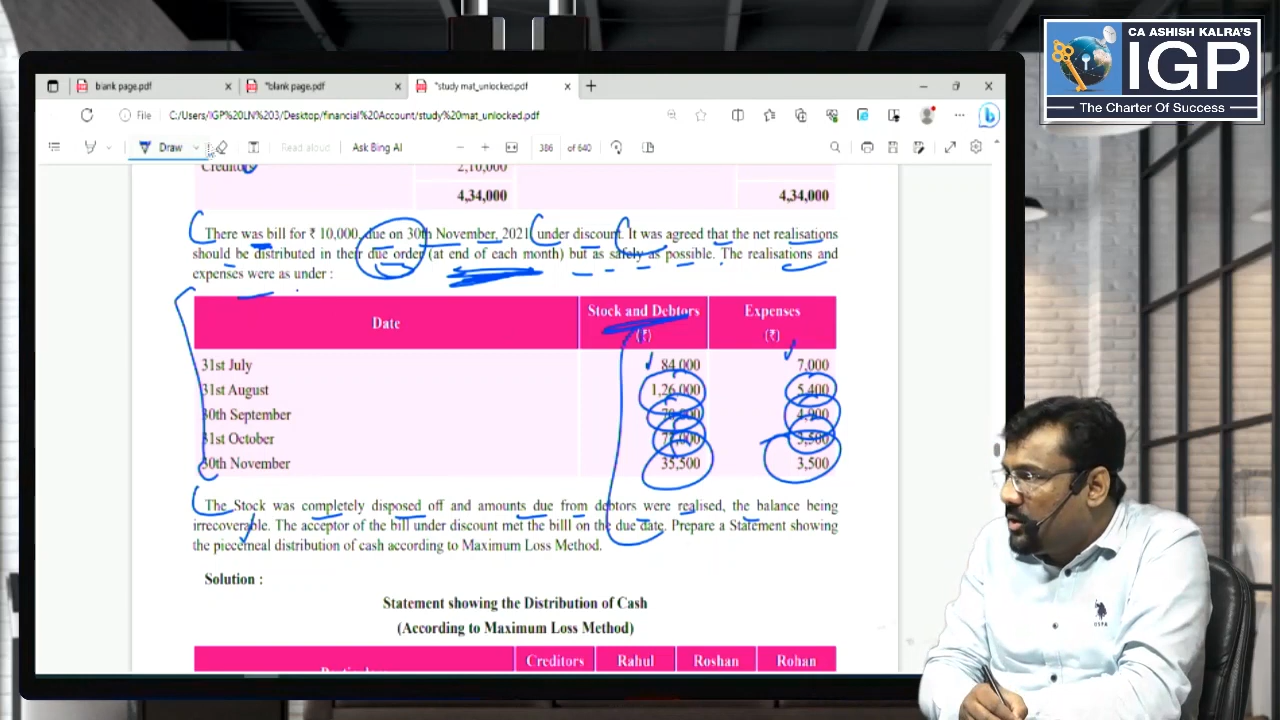 CA ASHISH KALRA'S
IGP
The Charter Of Success
blank page.pdf
*blank page.pdf
*study mat_unlocked.pdf
File C:/Users/IGP%20LN%203/Desktop/financial%20Account/study%20mat_unlocked.pdf
Draw Read aloud Ask Bing AI 386 of 640
Creditors 2,10,000
4,34,000 4,34,000
There was bill for ₹ 10,000, due on 30th November, 2021 under discount. It was agreed that the net realisations
should be distributed in their due order (at end of each month) but as safely as possible. The realisations and
expenses were as under :
Date Stock and Debtors Expenses
(₹) (₹)
31st July 84,000 7,000
31st August 1,26,000 5,400
30th September 4,900
31st October 3,500
30th November 35,500 3,500
The Stock was completely disposed off and amounts due from debtors were realised, the balance being
irrecoverable. The acceptor of the bill under discount met the billl on the due date. Prepare a Statement showing
the piecemeal distribution of cash according to Maximum Loss Method.
Solution :
Statement showing the Distribution of Cash
(According to Maximum Loss Method)
Creditors Rahul Roshan Rohan